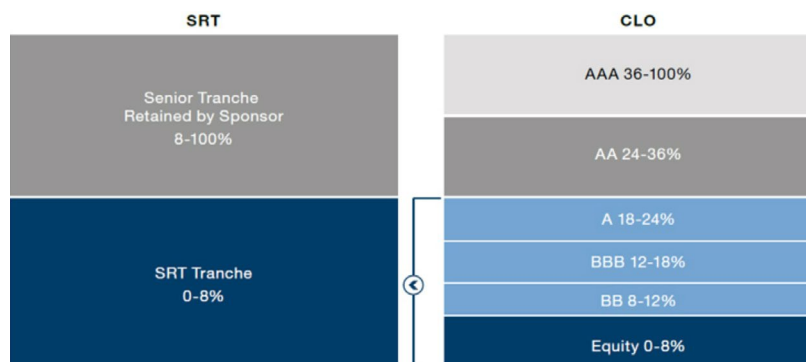 SRT
Senior Tranche
Retained by Sponsor
8-100%
SRT Tranche
0-8%
CLO
AAA 36-100%
AA 24-36%
A 18-24%
BBB 12-18%
BB 8-12%
Equity 0-8%